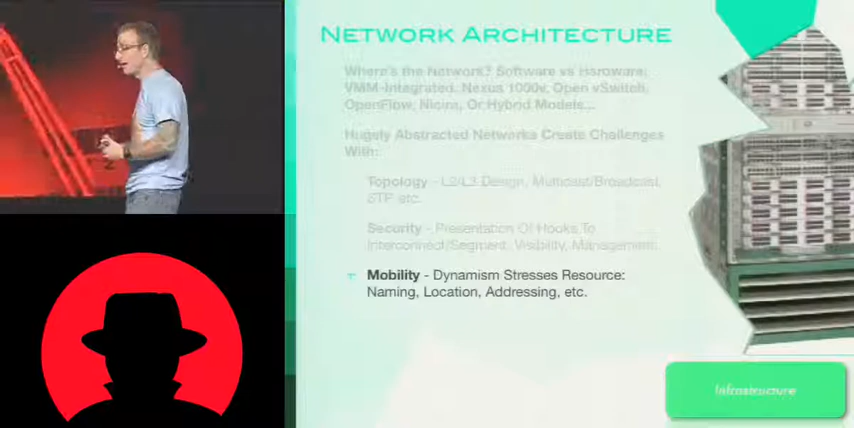 NETWORK ARCHITECTURE
Where's the Network? Software vs Hardware:
VMM-Integrated, Nexus 1000v, Open vSwitch,
OpenFlow, Nicira, Or Hybrid Models...
Hugely Abstracted Networks Create Challenges
With:
Topology - L2/L3 Design, Multicast/Broadcast,
STP etc.
Security - Presentation Of Hooks To
Interconnect/Segment, Visibility, Management.
Mobility - Dynamism Stresses Resource:
Naming, Location, Addressing, etc.
Infrastructure